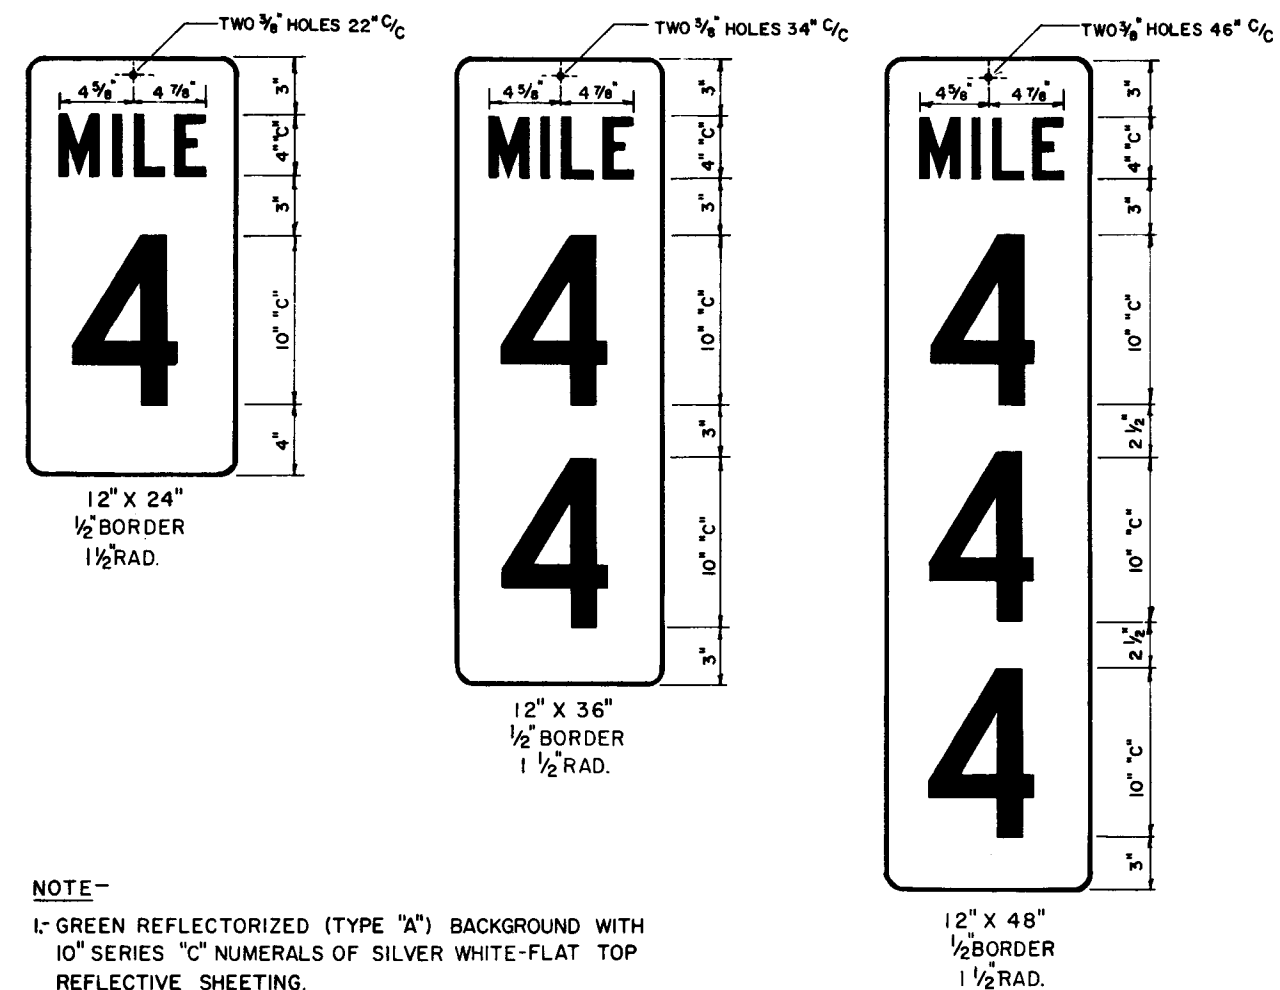 TWO 3/8" HOLES 22" C/C
4 5/8" 4 7/8"
MILE
4
3"
4" "C"
3"
10" "C"
4"
12" X 24"
1/2" BORDER
1 1/2" RAD.
TWO 3/8" HOLES 34" C/C
4 5/8" 4 7/8"
MILE
4
4
3"
4" "C"
3"
10" "C"
3"
10" "C"
3"
12" X 36"
1/2" BORDER
1 1/2" RAD.
TWO 3/8" HOLES 46" C/C
4 5/8" 4 7/8"
MILE
4
4
4
3"
4" "C"
3"
10" "C"
2 1/2"
10" "C"
2 1/2"
10" "C"
3"
12" X 48"
1/2" BORDER
1 1/2" RAD.
NOTE-
1.- GREEN REFLECTORIZED (TYPE "A") BACKGROUND WITH
10" SERIES "C" NUMERALS OF SILVER WHITE-FLAT TOP
REFLECTIVE SHEETING.